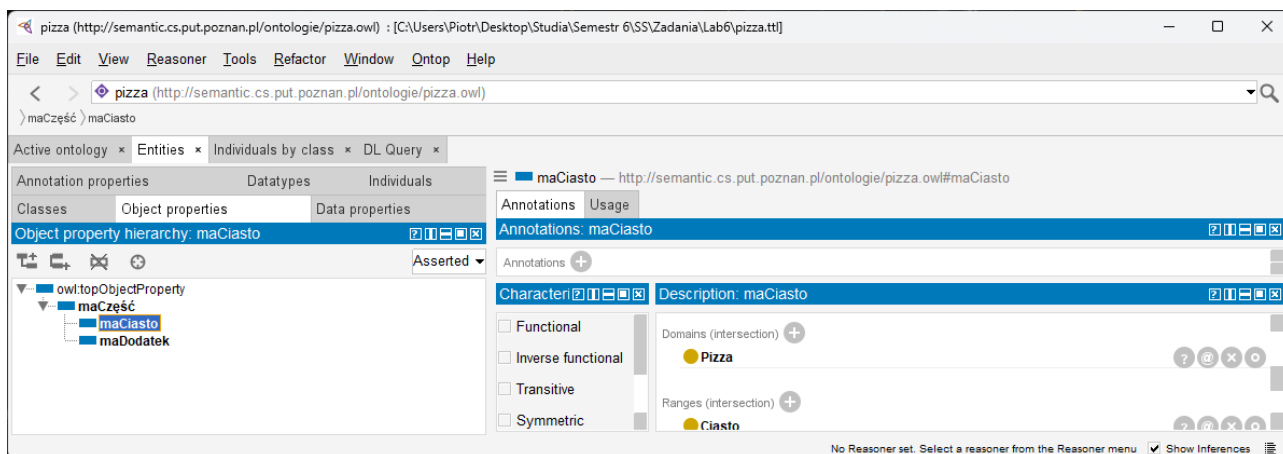 pizza (http://semantic.cs.put.poznan.pl/ontologie/pizza.owl) : [C:\Users\Piotr\Desktop\Studia\Semestr 6\SS\Zadania\Lab6\pizza.ttl]
File Edit View Reasoner Tools Refactor Window Ontop Help
pizza (http://semantic.cs.put.poznan.pl/ontologie/pizza.owl)
maCzęść maCiasto
Active ontology × Entities × Individuals by class × DL Query ×
Annotation properties Datatypes Individuals
Classes Object properties Data properties
Object property hierarchy: maCiasto
Asserted
owl:topObjectProperty
maCzęść
maCiasto
maDodatek
maCiasto — http://semantic.cs.put.poznan.pl/ontologie/pizza.owl#maCiasto
Annotations Usage
Annotations: maCiasto
Annotations
Characteri
Functional
Inverse functional
Transitive
Symmetric
Description: maCiasto
Domains (intersection)
Pizza
Ranges (intersection)
Ciasto
No Reasoner set. Select a reasoner from the Reasoner menu Show Inferences